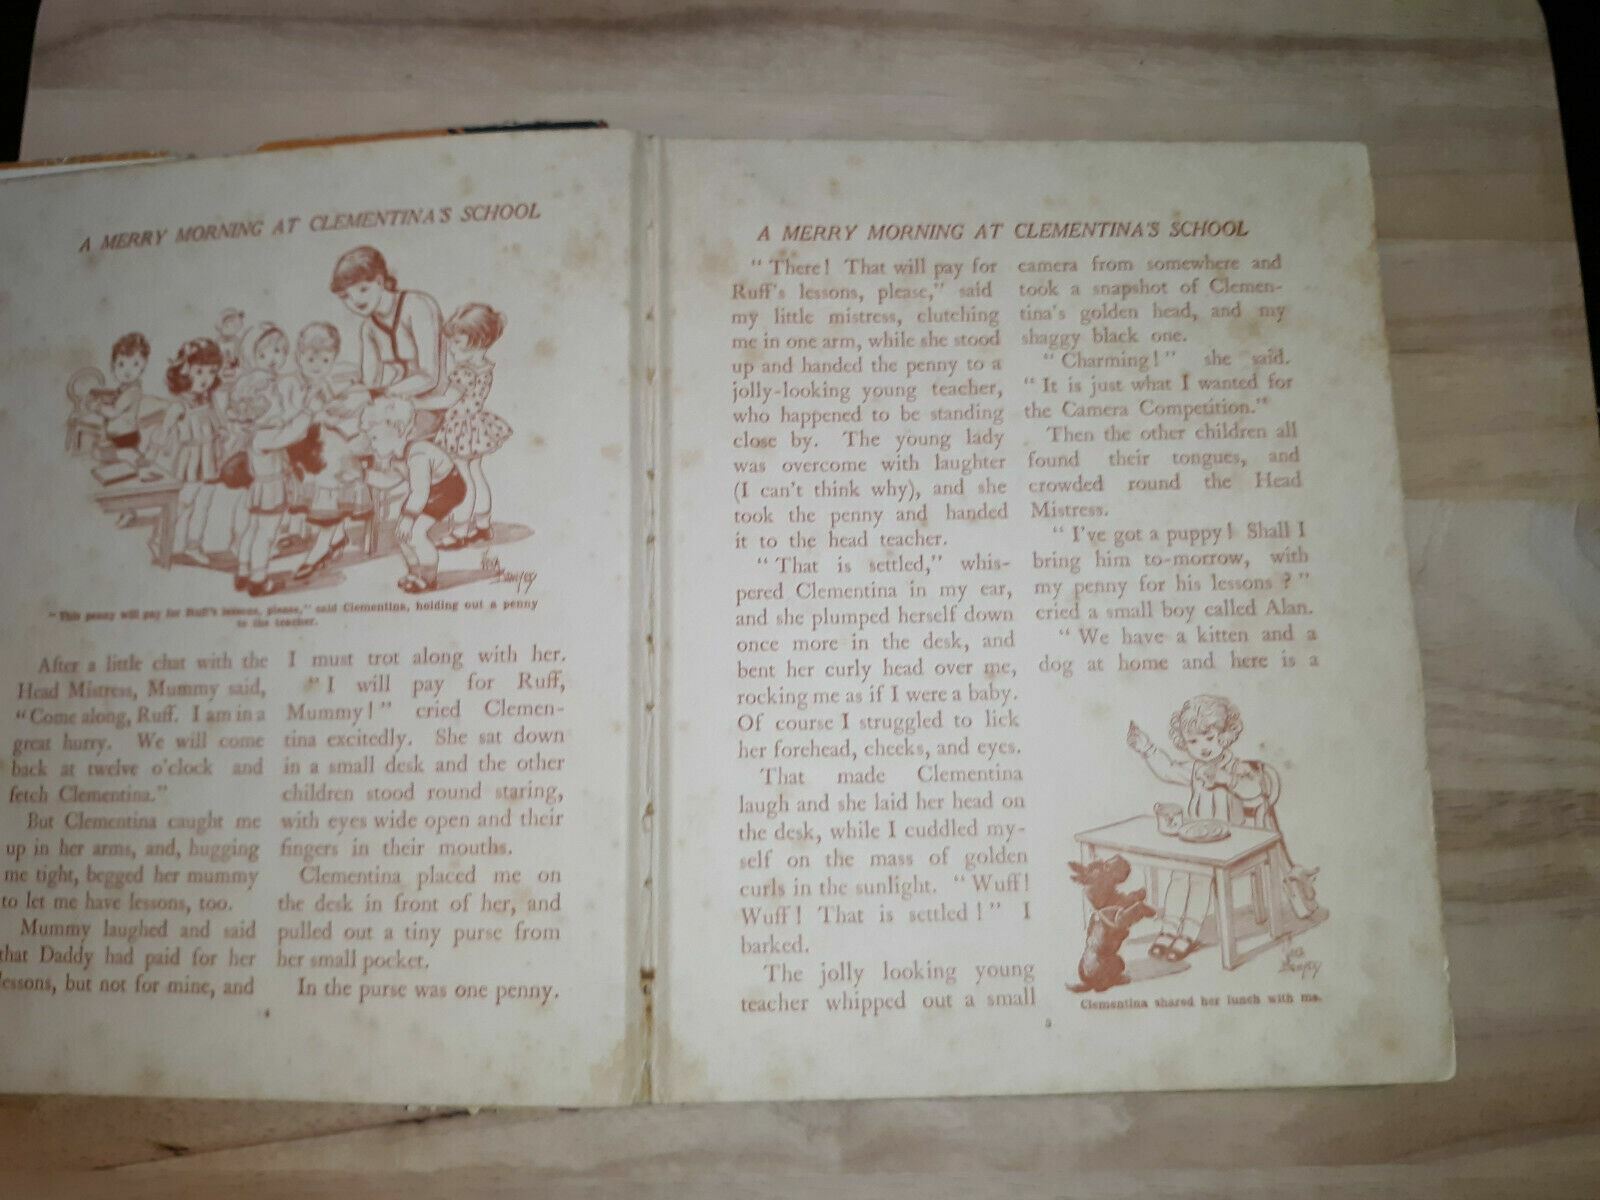 A MERRY MORNING AT CLEMENTINA'S SCHOOL
"This penny will pay for Ruff's lessons, please," said Clementina, holding out a penny
to the teacher.
After a little chat with the
Head Mistress, Mummy said,
"Come along, Ruff. I am in a
great hurry. We will come
back at twelve o'clock and
fetch Clementina."
But Clementina caught me
up in her arms, and, hugging
me tight, begged her mummy
to let me have lessons, too.
Mummy laughed and said
that Daddy had paid for her
lessons, but not for mine, and
I must trot along with her.
"I will pay for Ruff,
Mummy!" cried Clemen-
tina excitedly. She sat down
in a small desk and the other
children stood round staring,
with eyes wide open and their
fingers in their mouths.
Clementina placed me on
the desk in front of her, and
pulled out a tiny purse from
her small pocket.
In the purse was one penny.
4
A MERRY MORNING AT CLEMENTINA'S SCHOOL
"There! That will pay for
Ruff's lessons, please," said
my little mistress, clutching
me in one arm, while she stood
up and handed the penny to a
jolly-looking young teacher,
who happened to be standing
close by. The young lady
was overcome with laughter
(I can't think why), and she
took the penny and handed
it to the head teacher.
"That is settled," whis-
pered Clementina in my ear,
and she plumped herself down
once more in the desk, and
bent her curly head over me,
rocking me as if I were a baby.
Of course I struggled to lick
her forehead, cheeks, and eyes.
That made Clementina
laugh and she laid her head on
the desk, while I cuddled my-
self on the mass of golden
curls in the sunlight. "Wuff!
Wuff! That is settled!" I
barked.
The jolly looking young
teacher whipped out a small
camera from somewhere and
took a snapshot of Clemen-
tina's golden head, and my
shaggy black one.
"Charming!" she said.
"It is just what I wanted for
the Camera Competition."
Then the other children all
found their tongues, and
crowded round the Head
Mistress.
"I've got a puppy! Shall I
bring him to-morrow, with
my penny for his lessons?"
cried a small boy called Alan.
"We have a kitten and a
dog at home and here is a
Clementina shared her lunch with me.
5